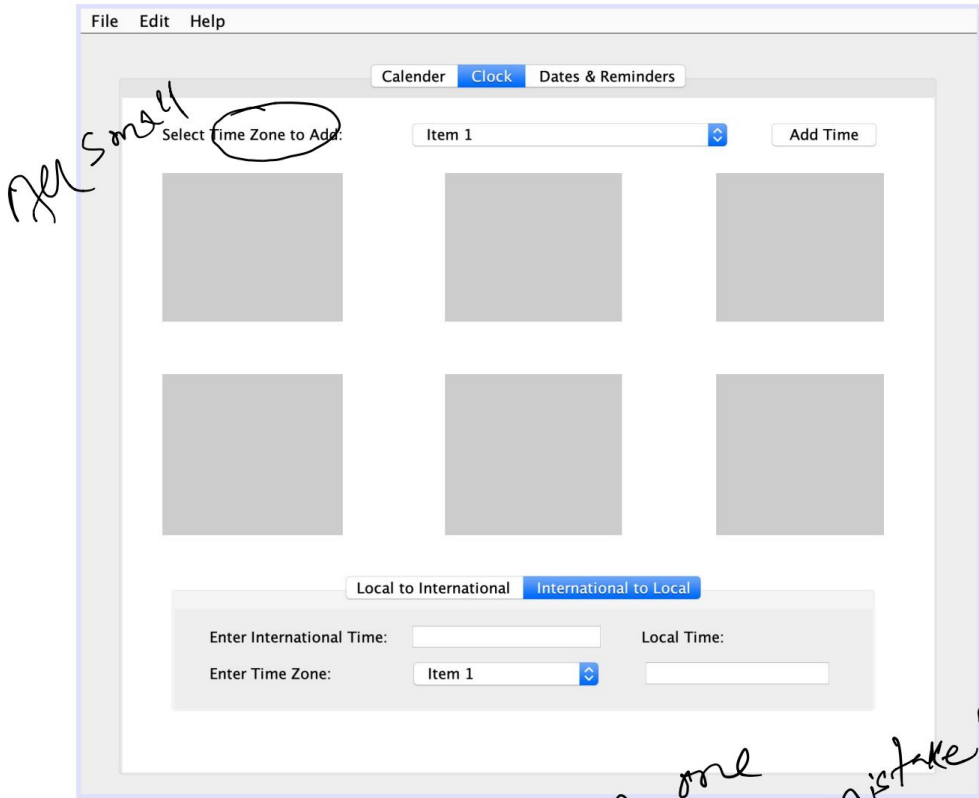 File Edit Help
Calender Clock Dates & Reminders
All small
Select Time Zone to Add: Item 1 Add Time
Local to International International to Local
Enter International Time: Local Time:
Enter Time Zone: Item 1
one mistake